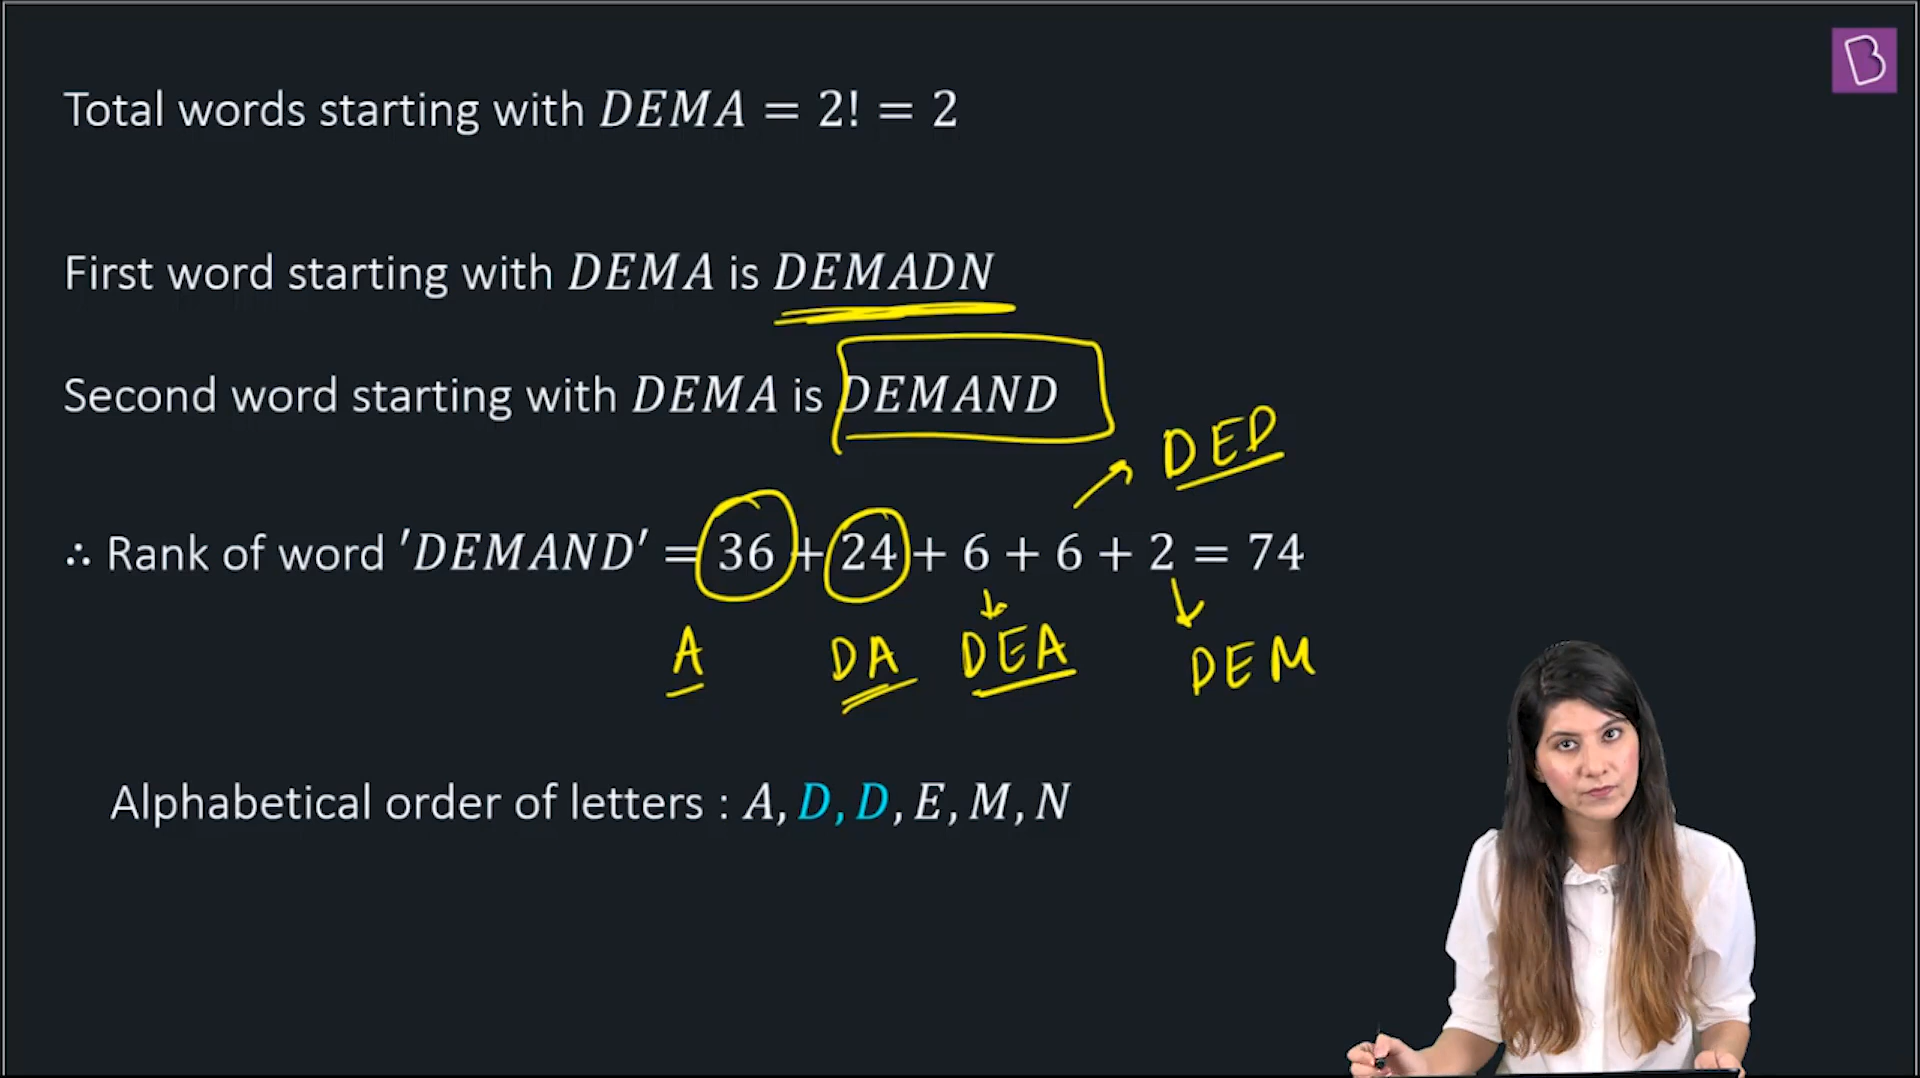 B
Total words starting with DEMA = 2! = 2
First word starting with DEMA is DEMADN
Second word starting with DEMA is DEMAND
DED
∴ Rank of word 'DEMAND' = 36 + 24 + 6 + 6 + 2 = 74
A DA DEA DEM
Alphabetical order of letters : A, D, D, E, M, N